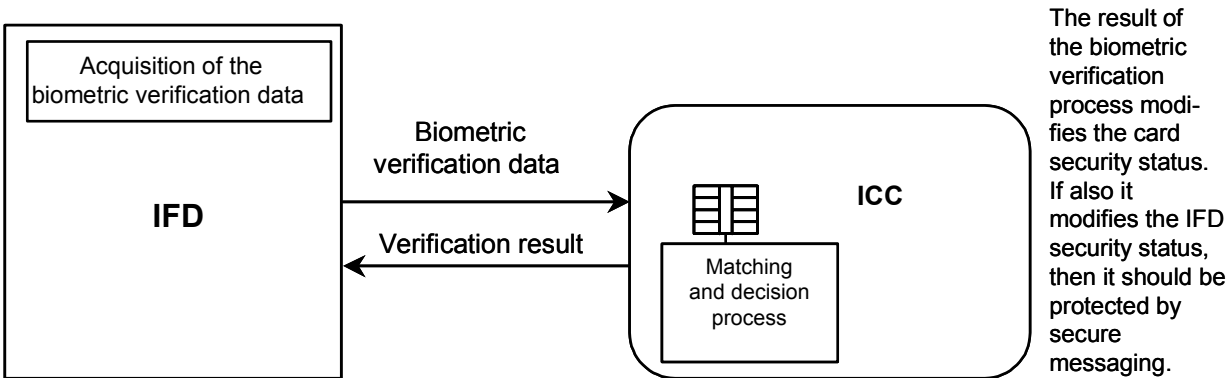 Acquisition of the
biometric verification data
IFD
Biometric
verification data
Verification result
ICC
Matching
and decision
process
The result of
the biometric
verification
process modi-
fies the card
security status.
If also it
modifies the IFD
security status,
then it should be
protected by
secure
messaging.